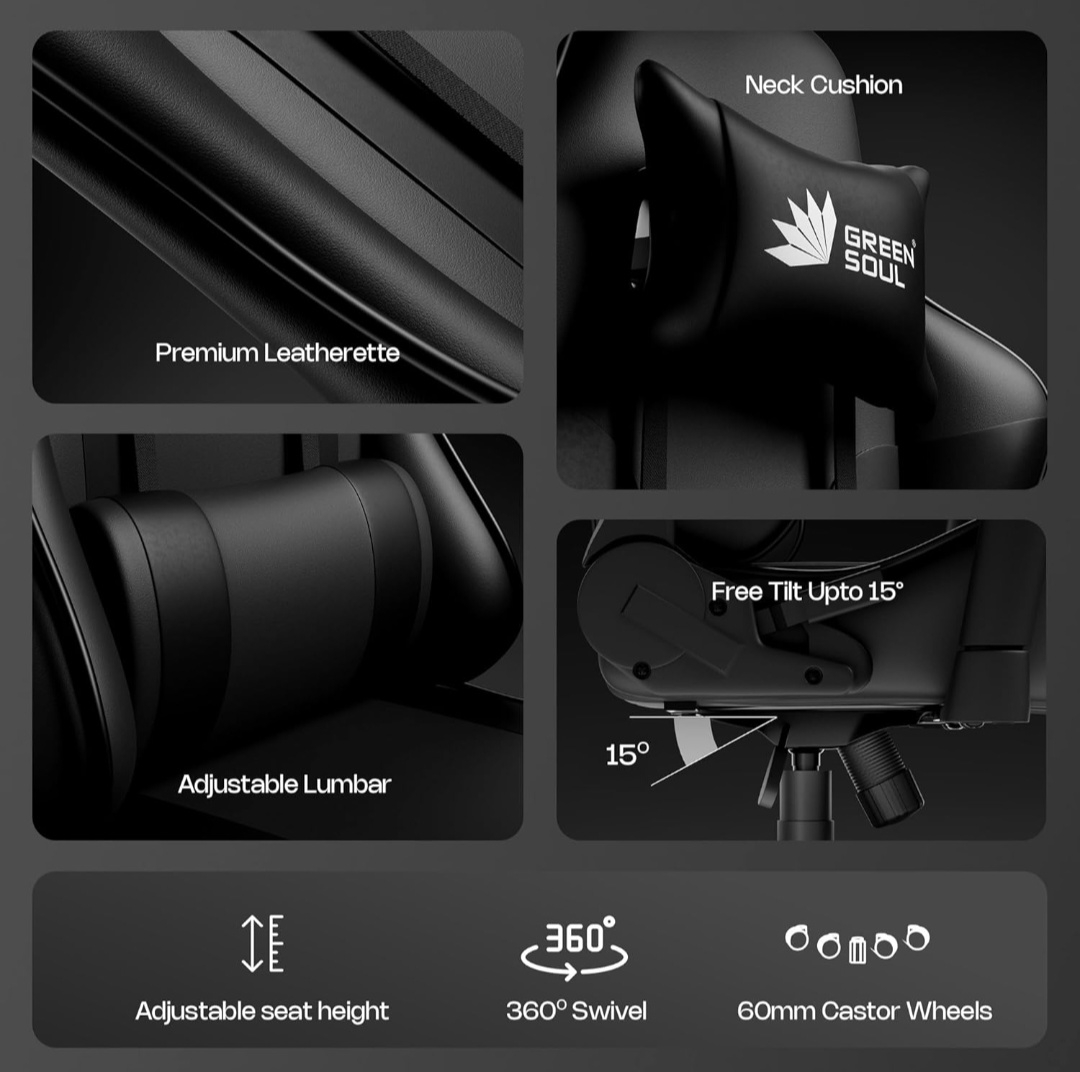 Premium Leatherette
Neck Cushion
GREEN®
SOUL
Adjustable Lumbar
Free Tilt Upto 15°
15°
360°
Adjustable seat height
360° Swivel
60mm Castor Wheels